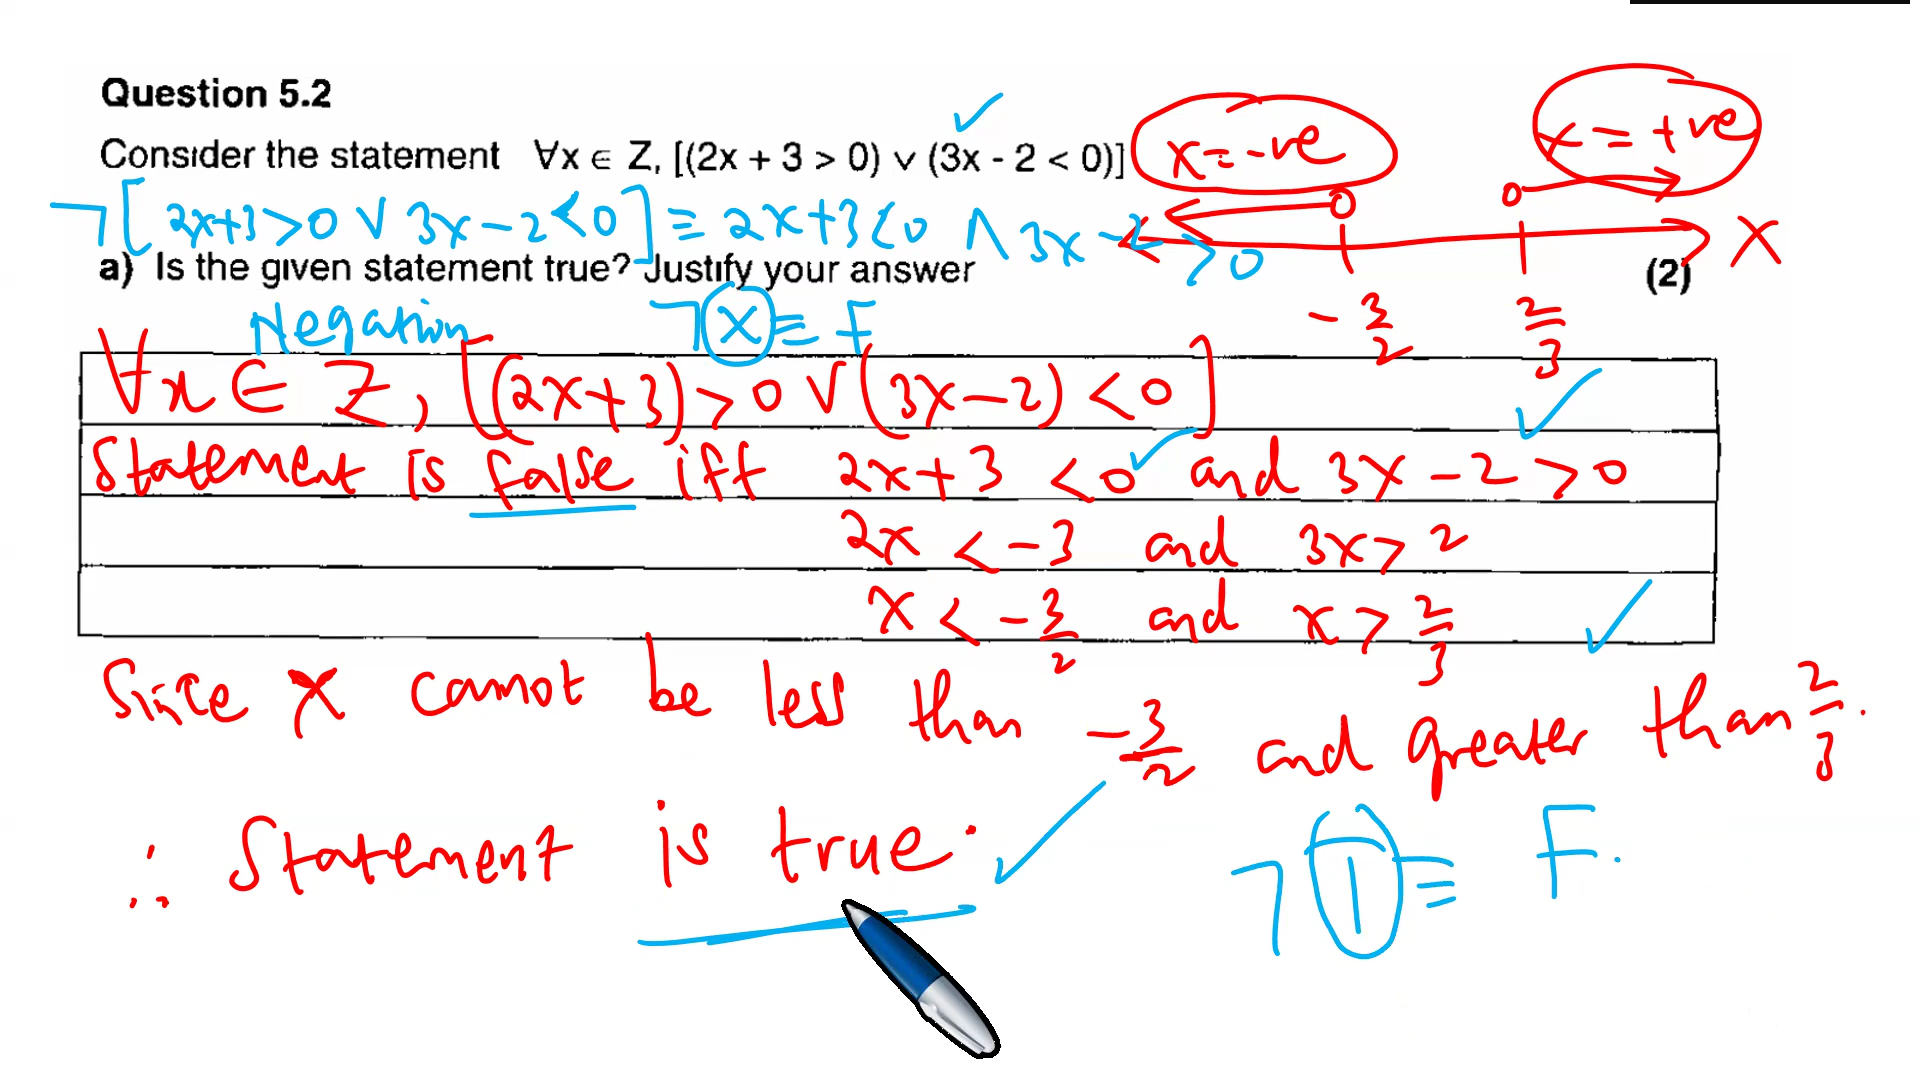 Question 5.2
Consider the statement ∀x ∈ Z, [(2x + 3 > 0) ∨ (3x - 2 < 0)]
x = -ve
x = +ve
¬[2x+3>0 ∨ 3x-2<0] ≡ 2x+3<0 ∧ 3x-2>0
X
a) Is the given statement true? Justify your answer (2)
Negation ¬(x) ≡ F
-3/2 2/3
∀x ∈ Z, [(2x+3)>0 ∨ (3x-2)<0]
Statement is false iff 2x+3 <0 and 3x-2 >0
2x < -3 and 3x > 2
x < -3/2 and x > 2/3
Since x cannot be less than -3/2 and greater than 2/3.
∴ Statement is true.
¬(1) ≡ F.